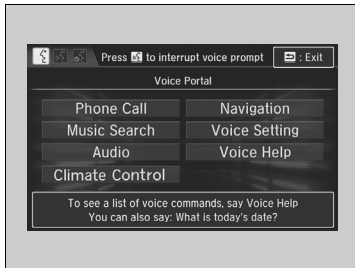 Press to interrupt voice prompt
: Exit
Voice Portal
Phone Call
Navigation
Music Search
Voice Setting
Audio
Voice Help
Climate Control
To see a list of voice commands, say Voice Help
You can also say: What is today's date?